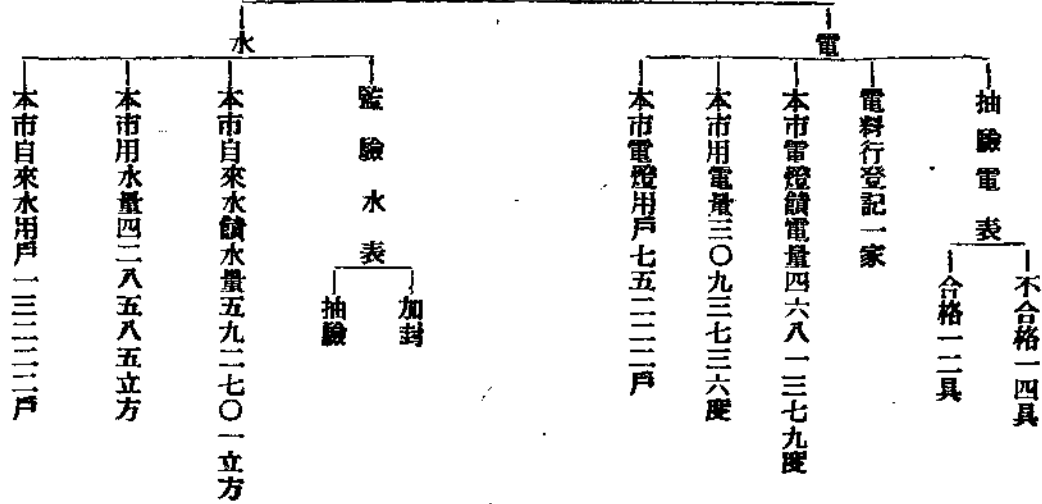 電
抽驗電表
不合格一四具
合格一二具
電料行登記一家
本市電燈饋電量四六八一三七九度
本市用電量三〇九三七三六度
本市電燈用戶七五二二二戶
水
監驗水表
加封
抽驗
本市自來水饋水量五九二七〇一立方
本市用水量四二八五八五立方
本市自來水用戶一三二二二戶